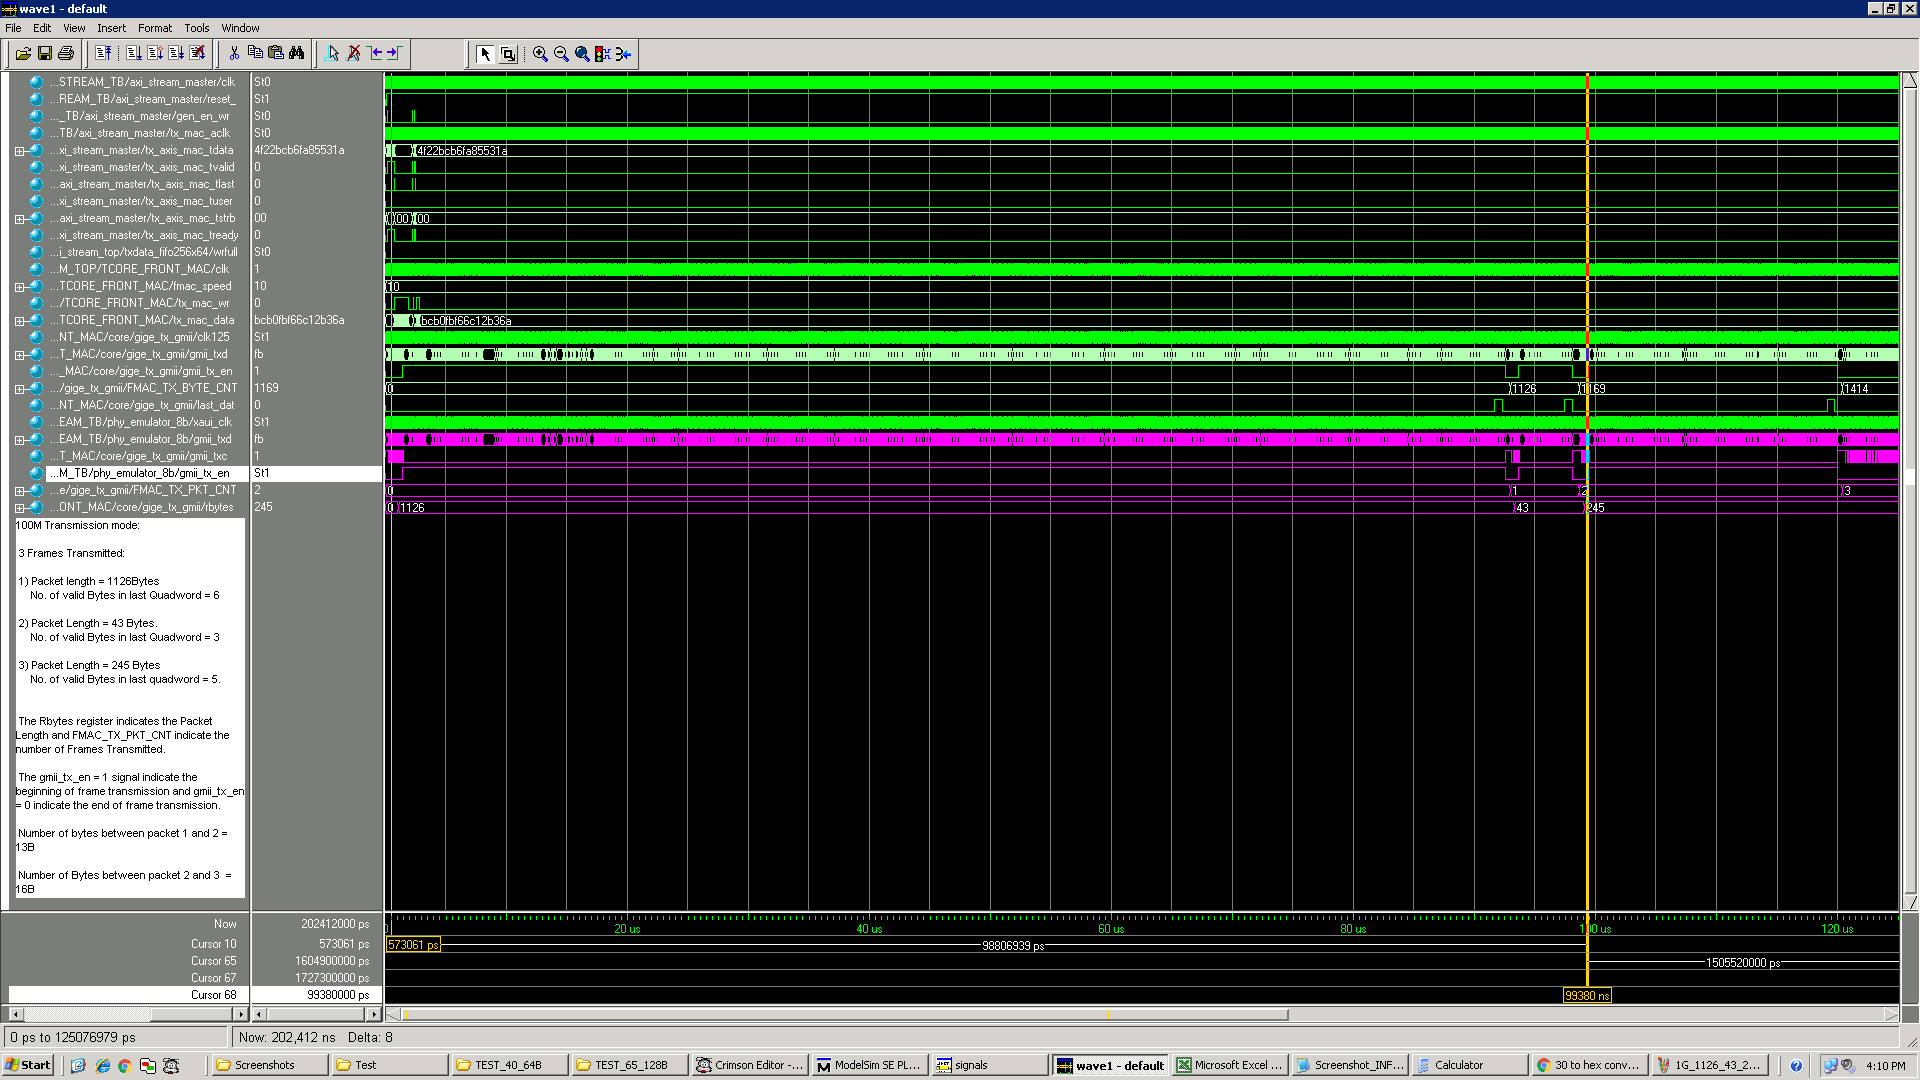 wave1 - default
File Edit View Insert Format Tools Window
...STREAM_TB/axi_stream_master/clk St0
...REAM_TB/axi_stream_master/reset_ St1
..._TB/axi_stream_master/gen_en_wr St0
...TB/axi_stream_master/tx_mac_aclk St0
...xi_stream_master/tx_axis_mac_tdata 4f22bcb6fa85531a 4f22bcb6fa85531a
...xi_stream_master/tx_axis_mac_tvalid 0
...axi_stream_master/tx_axis_mac_tlast 0
...xi_stream_master/tx_axis_mac_tuser 0
...axi_stream_master/tx_axis_mac_tstrb 00 00 00
...xi_stream_master/tx_axis_mac_tready 0
...i_stream_top/txdata_fifo256x64/wrfull St0
...M_TOP/TCORE_FRONT_MAC/clk 1
...TCORE_FRONT_MAC/fmac_speed 10 10
.../TCORE_FRONT_MAC/tx_mac_wr 0
...TCORE_FRONT_MAC/tx_mac_data bcb0fbf66c12b36a bcb0fbf66c12b36a
...NT_MAC/core/gige_tx_gmii/clk125 St1
...T_MAC/core/gige_tx_gmii/gmii_txd fb
..._MAC/core/gige_tx_gmii/gmii_tx_en 1
.../gige_tx_gmii/FMAC_TX_BYTE_CNT 1169 0 1126 1169 1414
...NT_MAC/core/gige_tx_gmii/last_dat 0
...EAM_TB/phy_emulator_8b/xaui_clk St1
...EAM_TB/phy_emulator_8b/gmii_txd fb
...T_MAC/core/gige_tx_gmii/gmii_txc 1
...M_TB/phy_emulator_8b/gmii_tx_en St1
...e/gige_tx_gmii/FMAC_TX_PKT_CNT 2 0 1 2 3
...ONT_MAC/core/gige_tx_gmii/rbytes 245 0 1126 43 245
100M Transmission mode:
3 Frames Transmitted:
1) Packet length = 1126Bytes
No. of valid Bytes in last Quadword = 6
2) Packet Length = 43 Bytes.
No. of valid Bytes in last Quadword = 3
3) Packet Length = 245 Bytes
No. of valid Bytes in last quadword = 5.
The Rbytes register indicates the Packet
Length and FMAC_TX_PKT_CNT indicate the
number of Frames Transmitted.
The gmii_tx_en = 1 signal indicate the
beginning of frame transmission and gmii_tx_en
= 0 indicate the end of frame transmission.
Number of bytes between packet 1 and 2 =
13B
Number of Bytes between packet 2 and 3 =
16B
Now 202412000 ps 20 us 40 us 60 us 80 us 100 us 120 us
Cursor 10 573061 ps 573061 ps 98806939 ps
Cursor 65 1604900000 ps 1505520000 ps
Cursor 67 1727300000 ps
Cursor 68 99380000 ps 99380 ns
0 ps to 125076979 ps Now: 202,412 ns Delta: 8
Start Screenshots Test TEST_40_64B TEST_65_128B Crimson Editor -... ModelSim SE PL... signals wave1 - default Microsoft Excel ... Screenshot_INF... Calculator 30 to hex conv... 1G_1126_43_2... 4:10 PM